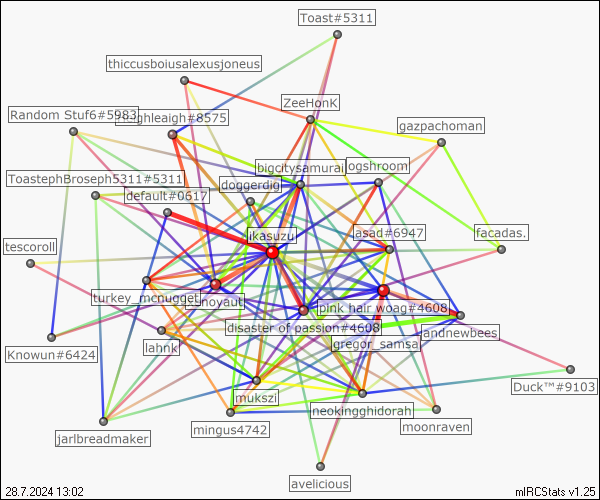 Toast#5311
thiccusboiusalexusjoneus
ZeeHonK
Random Stuf6#5983
ghleaigh#8575
gazpachoman
bigcitysamurai
ogshroom
ToastephBroseph5311#5311
doggerdig
default#0617
ikasuzu
asad#6947
facadas.
tescoroll
turkey_mcnugget
noyaut
pink hair woag#4608
disaster of passion#4608
jandnewbees
Knowun#6424
lahnk
gregor_samsa
Duck™#9103
mukszi
neokingghidorah
mingus4742
moonraven
jarlbreadmaker
avelicious
28.7.2024 13:02
mIRCStats v1.25